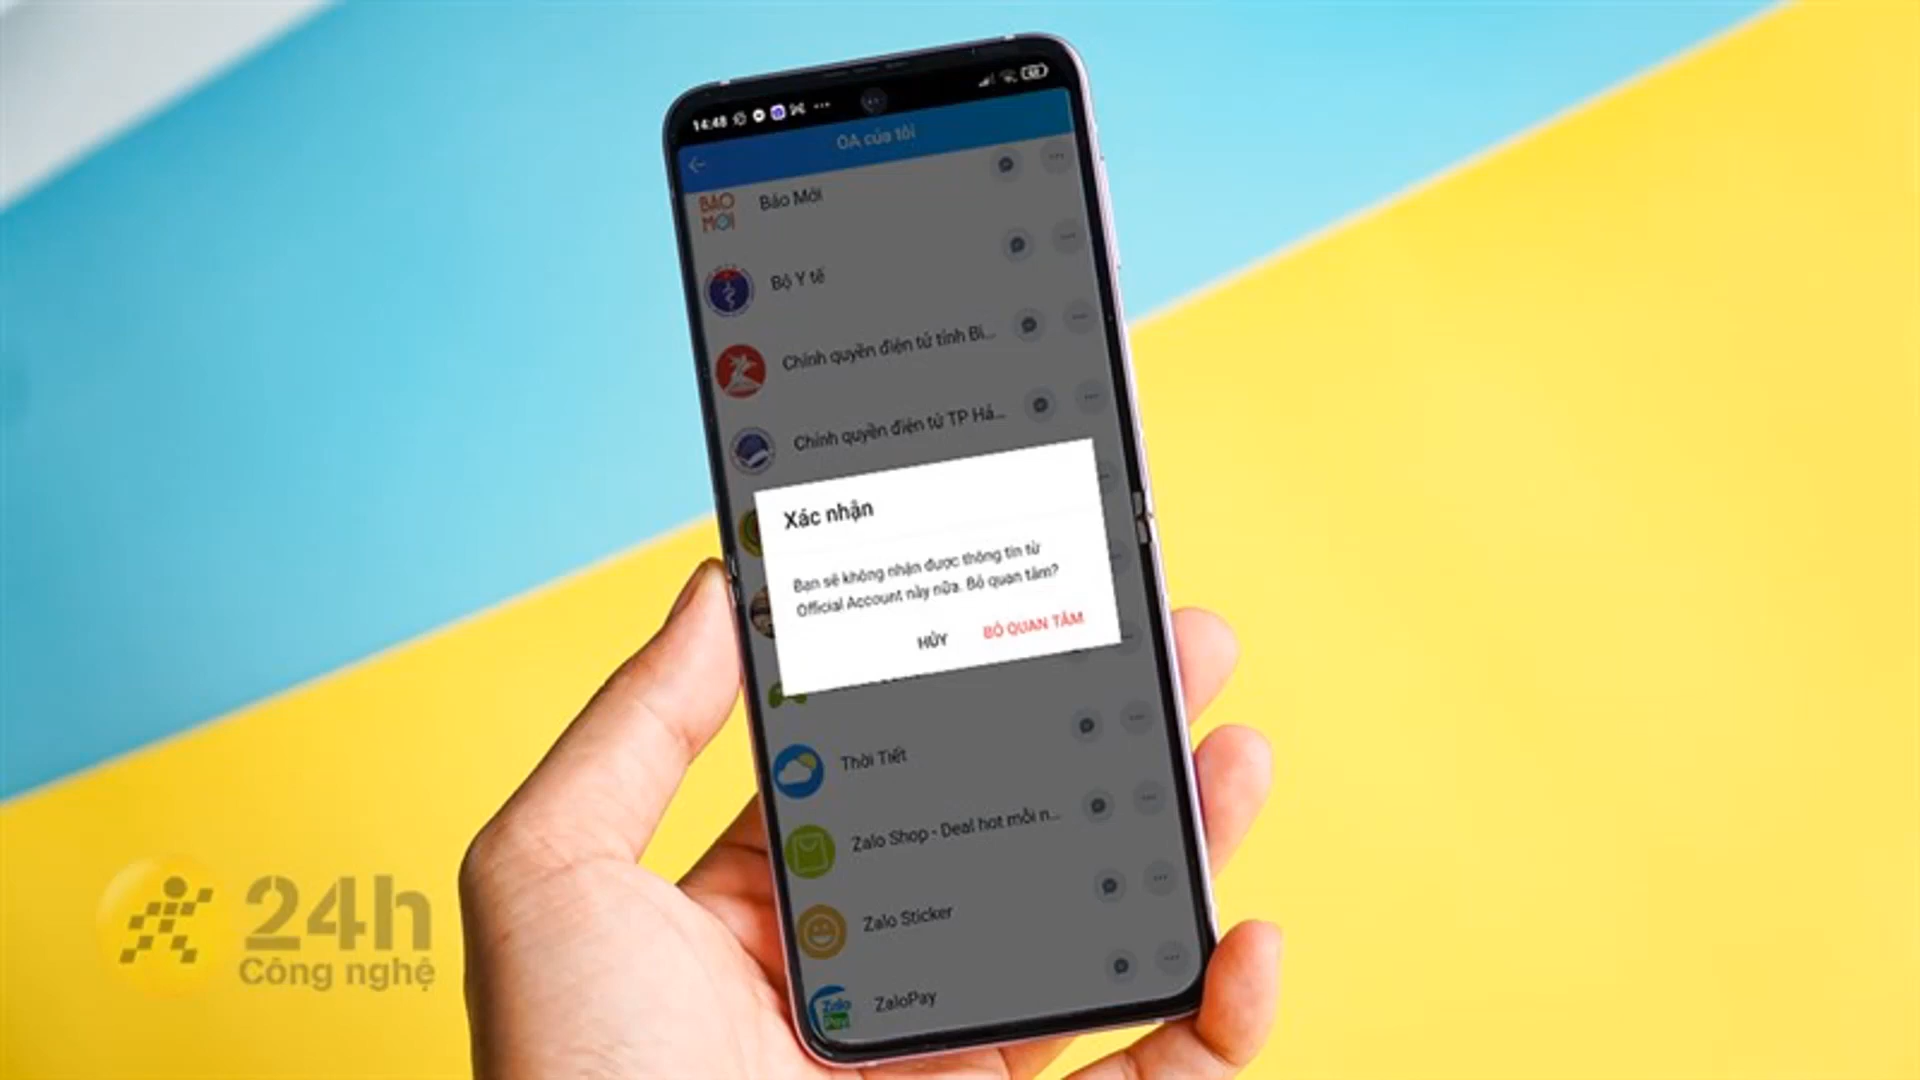 14:48
OA của tôi
BÁO
MỚI
Báo Mới
Bộ Y tế
Chính quyền điện tử tỉnh Bì...
Chính quyền điện tử TP Hả...
Xác nhận
Bạn sẽ không nhận được thông tin từ
Official Account này nữa. Bỏ quan tâm?
HỦY
BỎ QUAN TÂM
Thời Tiết
Zalo Shop - Deal hot mỗi n...
Zalo Sticker
Zalo
Pay
ZaloPay
24h
Công nghệ